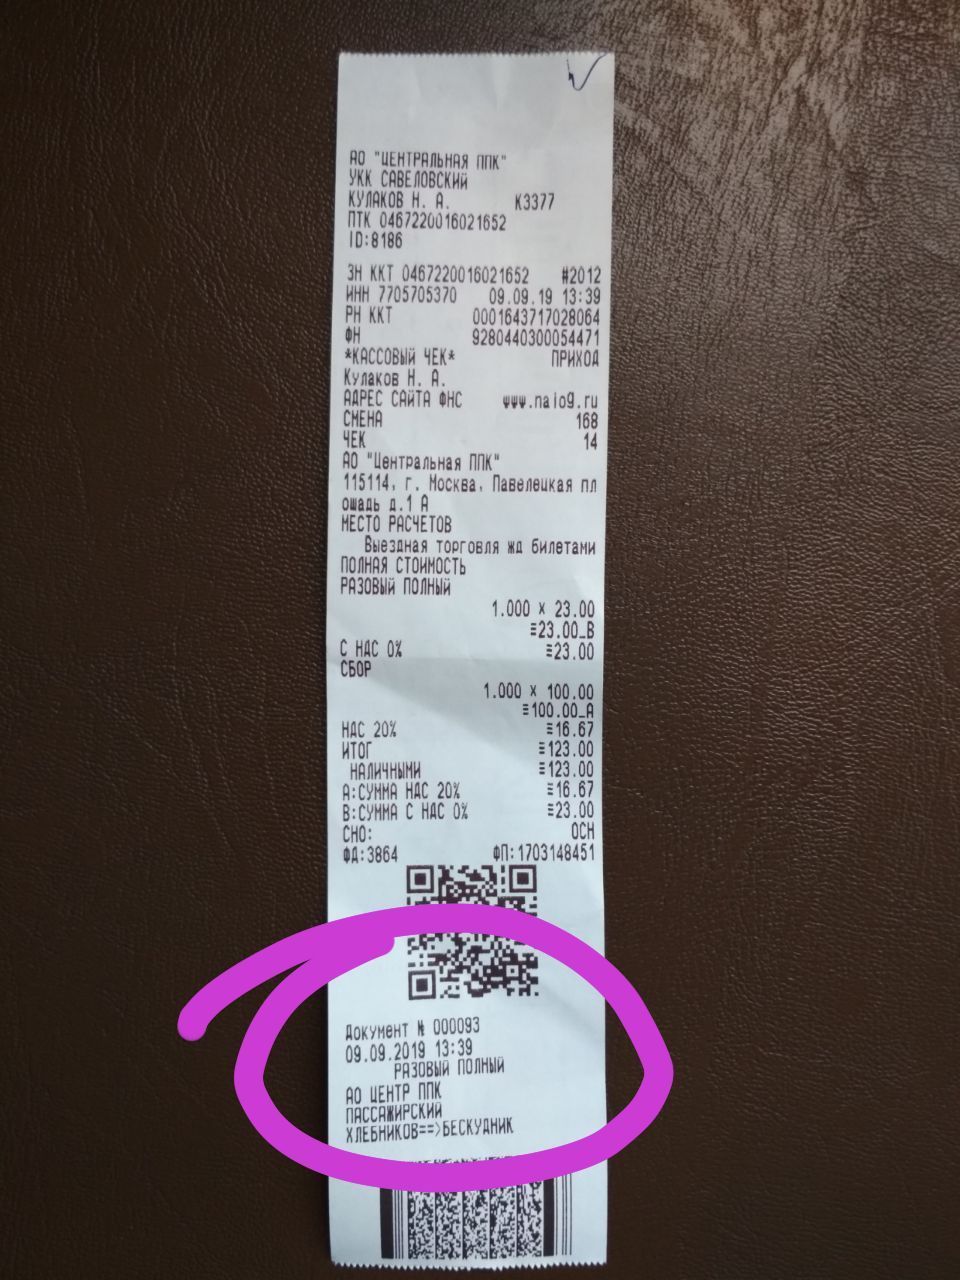 АО "ЦЕНТРАЛЬНАЯ ППК"
УКК САВЕЛОВСКИЙ
КУЛАКОВ Н. А. К3377
ПТК 0467220016021652
ID:8186
ЗН ККТ 0467220016021652 #2012
ИНН 7705705370 09.09.19 13:39
РН ККТ 0001643717028064
ФН 9280440300054471
*КАССОВЫЙ ЧЕК* ПРИХОД
Кулаков Н. А.
АДРЕС САЙТА ФНС www.nalog.ru
СМЕНА 168
ЧЕК 14
АО "Центральная ППК"
115114, г. Москва, Павелецкая пл
ощадь д.1 А
МЕСТО РАСЧЕТОВ
Выездная торговля жд билетами
ПОЛНАЯ СТОИМОСТЬ
РАЗОВЫЙ ПОЛНЫЙ
1.000 x 23.00
=23.00_В
С НДС 0% =23.00
СБОР
1.000 x 100.00
=100.00_А
НДС 20% =16.67
ИТОГ =123.00
НАЛИЧНЫМИ =123.00
А:СУММА НДС 20% =16.67
В:СУММА С НДС 0% =23.00
СНО: ОСН
ФД:3864 ФП:1703148451
Документ № 000093
09.09.2019 13:39
РАЗОВЫЙ ПОЛНЫЙ
АО ЦЕНТР ППК
ПАССАЖИРСКИЙ
ХЛЕБНИКОВ==>БЕСКУДНИК